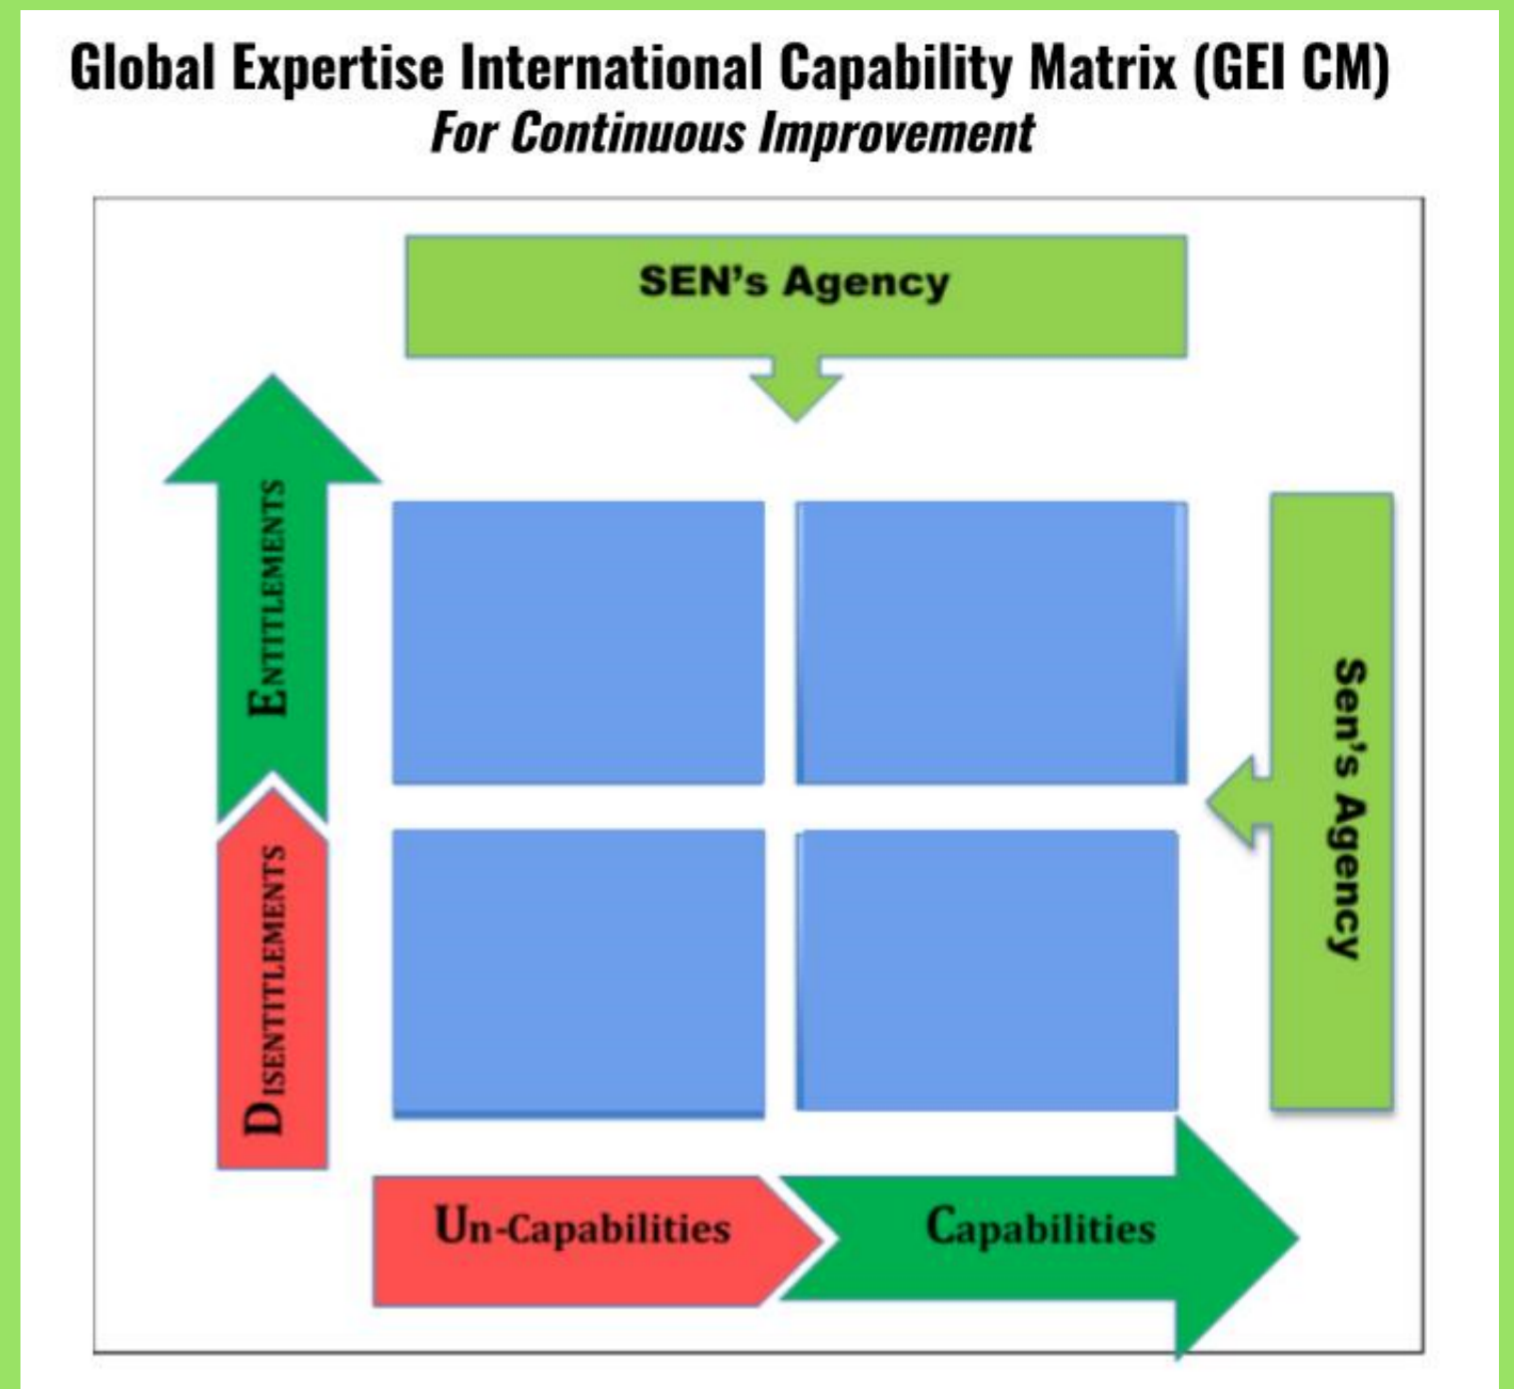 Global Expertise International Capability Matrix (GEI CM)
For Continuous Improvement
SEN's Agency
ENTITLEMENTS
Sen's Agency
DISENTITLEMENTS
Un-Capabilities
Capabilities